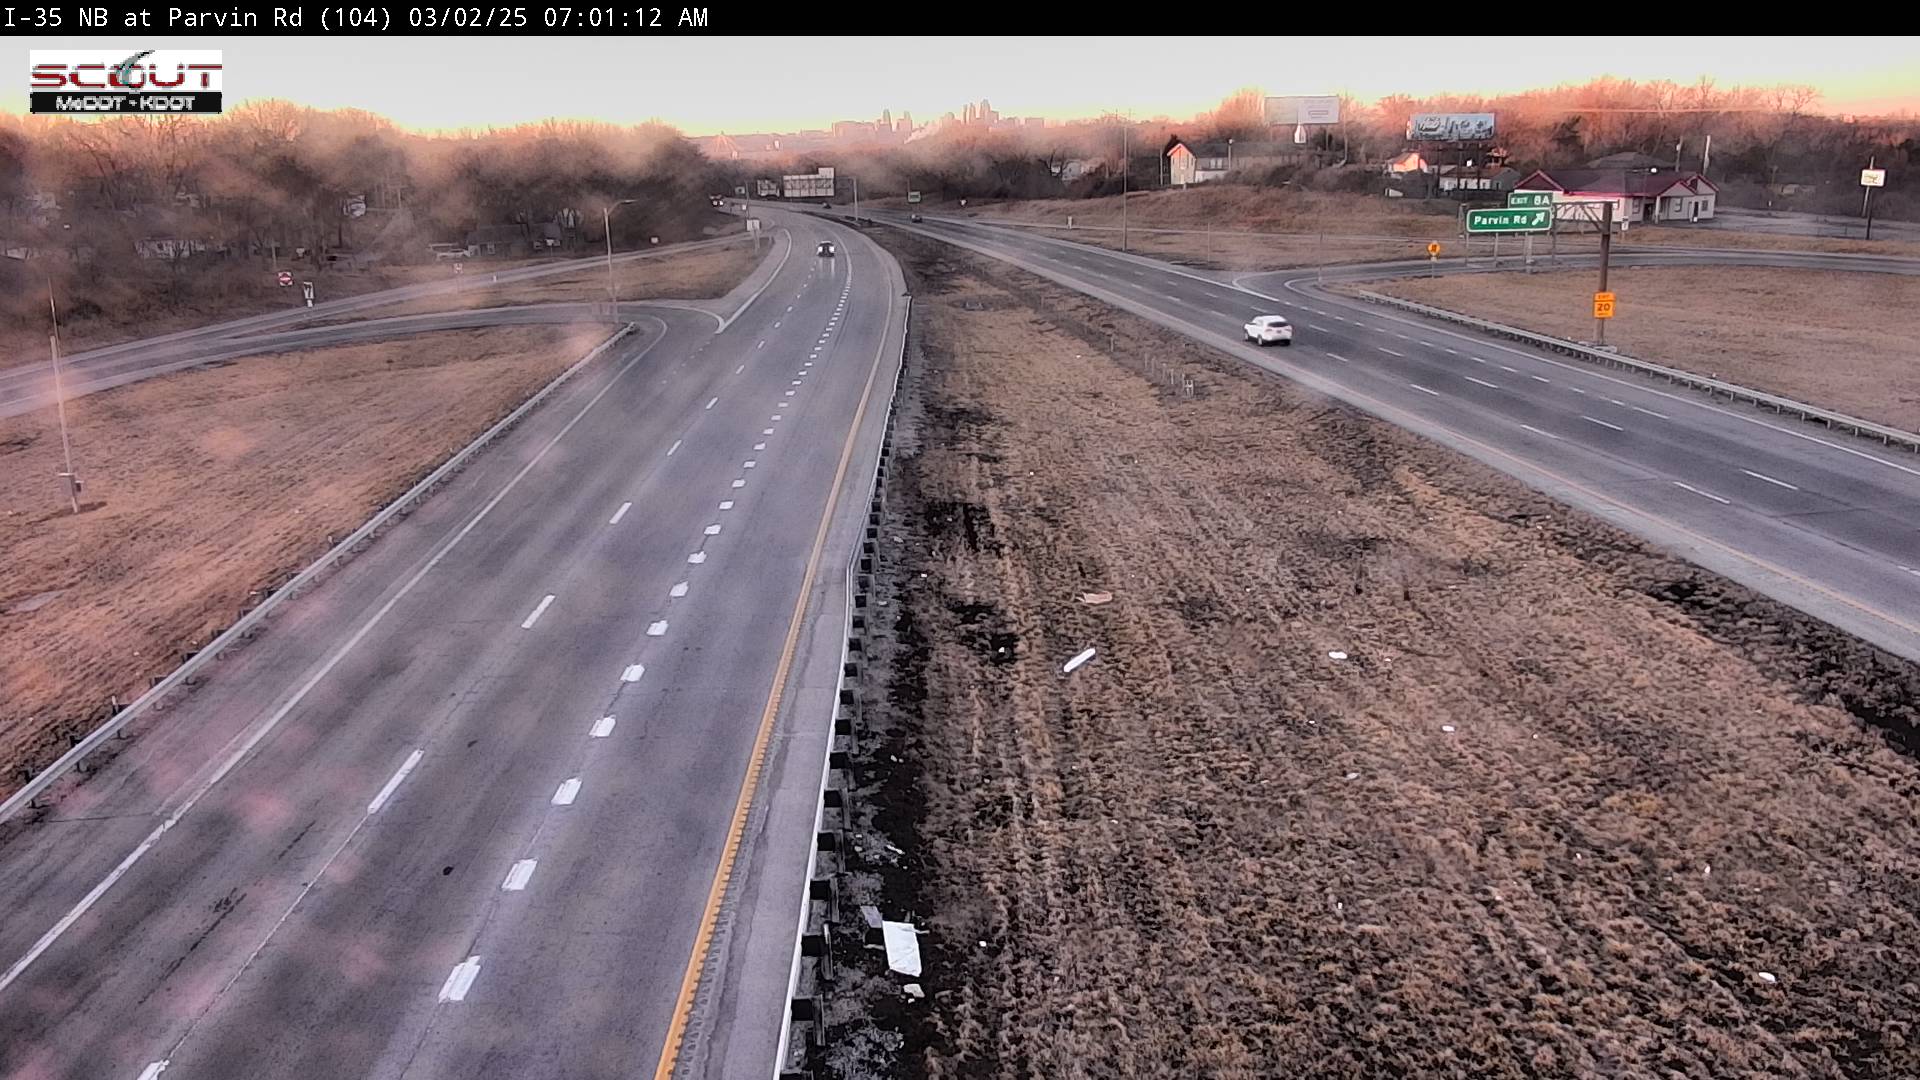 I-35 NB at Parvin Rd (104) 03/02/25 07:01:12 AM
SCOUT
MoDOT - KDOT
EXIT 8A
Parvin Rd
EXIT
20